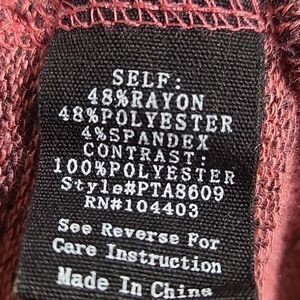 SELF:
48%RAYON
48%POLYESTER
4%SPANDEX
CONTRAST:
100%POLYESTER
Style#PTA8609
RN#104403
See Reverse For
Care Instruction
Made In China